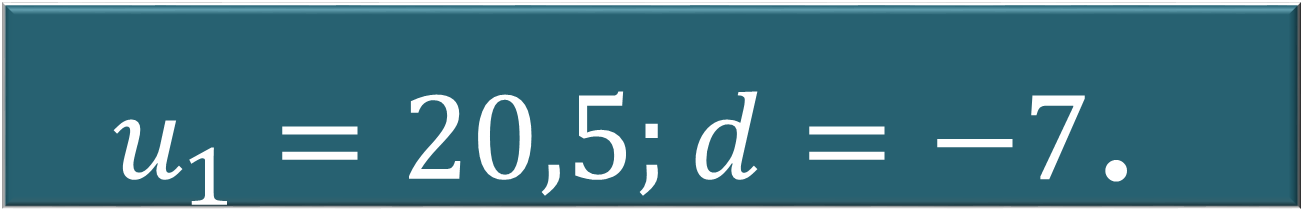 𝑢₁ = 20,5; 𝑑 = −7.